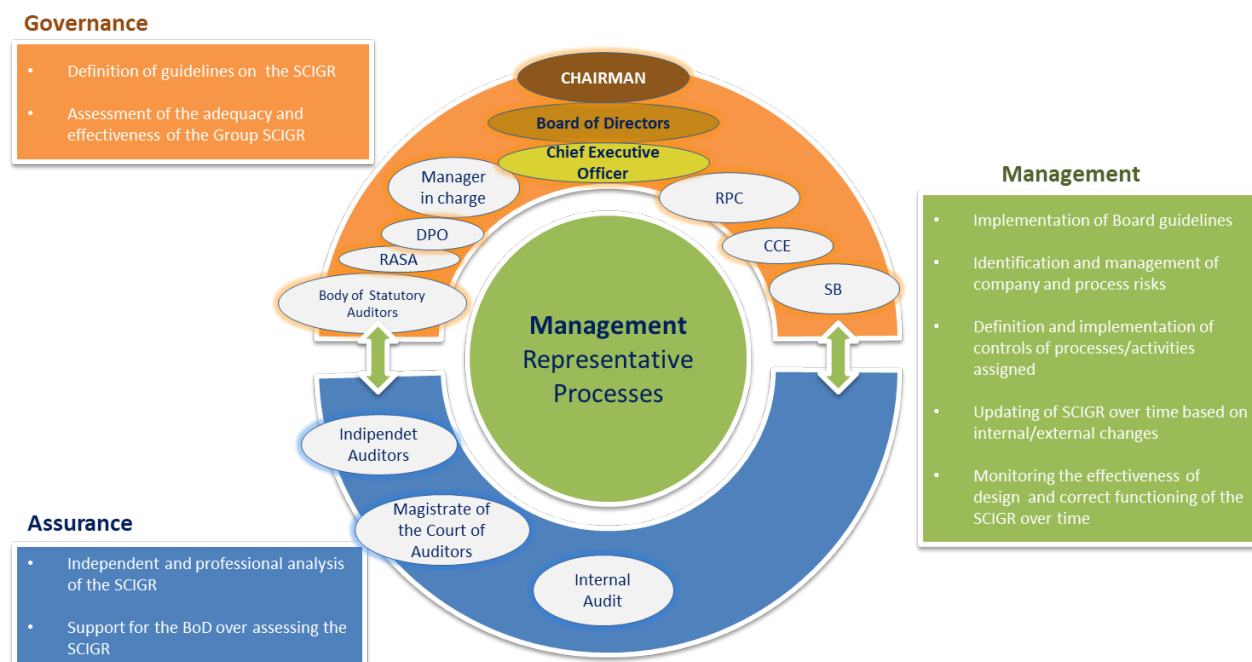 Governance
• Definition of guidelines on the SCIGR
• Assessment of the adequacy and
effectiveness of the Group SCIGR
CHAIRMAN
Board of Directors
Chief Executive
Officer
Manager
in charge
DPO
RASA
Body of Statutory
Auditors
RPC
CCE
SB
Management
Representative
Processes
Indipendet
Auditors
Magistrate of
the Court of
Auditors
Internal
Audit
Management
• Implementation of Board guidelines
• Identification and management of
company and process risks
• Definition and implementation of
controls of processes/activities
assigned
• Updating of SCIGR over time based on
internal/external changes
• Monitoring the effectiveness of
design and correct functioning of the
SCIGR over time
Assurance
• Independent and professional analysis
of the SCIGR
• Support for the BoD over assessing the
SCIGR